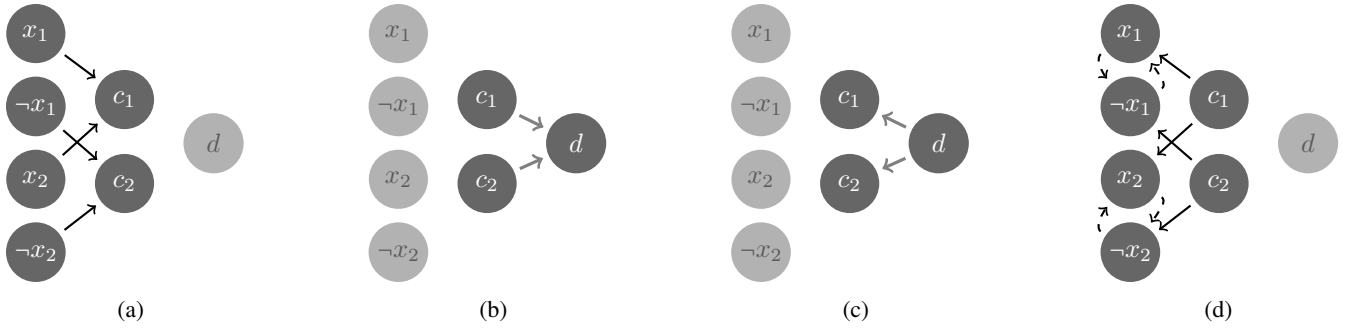 x₁
¬x₁
x₂
¬x₂
c₁
c₂
d
(a)
x₁
¬x₁
x₂
¬x₂
c₁
c₂
d
(b)
x₁
¬x₁
x₂
¬x₂
c₁
c₂
d
(c)
x₁
¬x₁
x₂
¬x₂
c₁
c₂
d
(d)